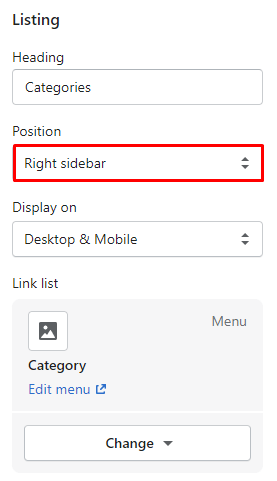 Listing
Heading
Categories
Position
Right sidebar
Display on
Desktop & Mobile
Link list
Menu
Category
Edit menu
Change